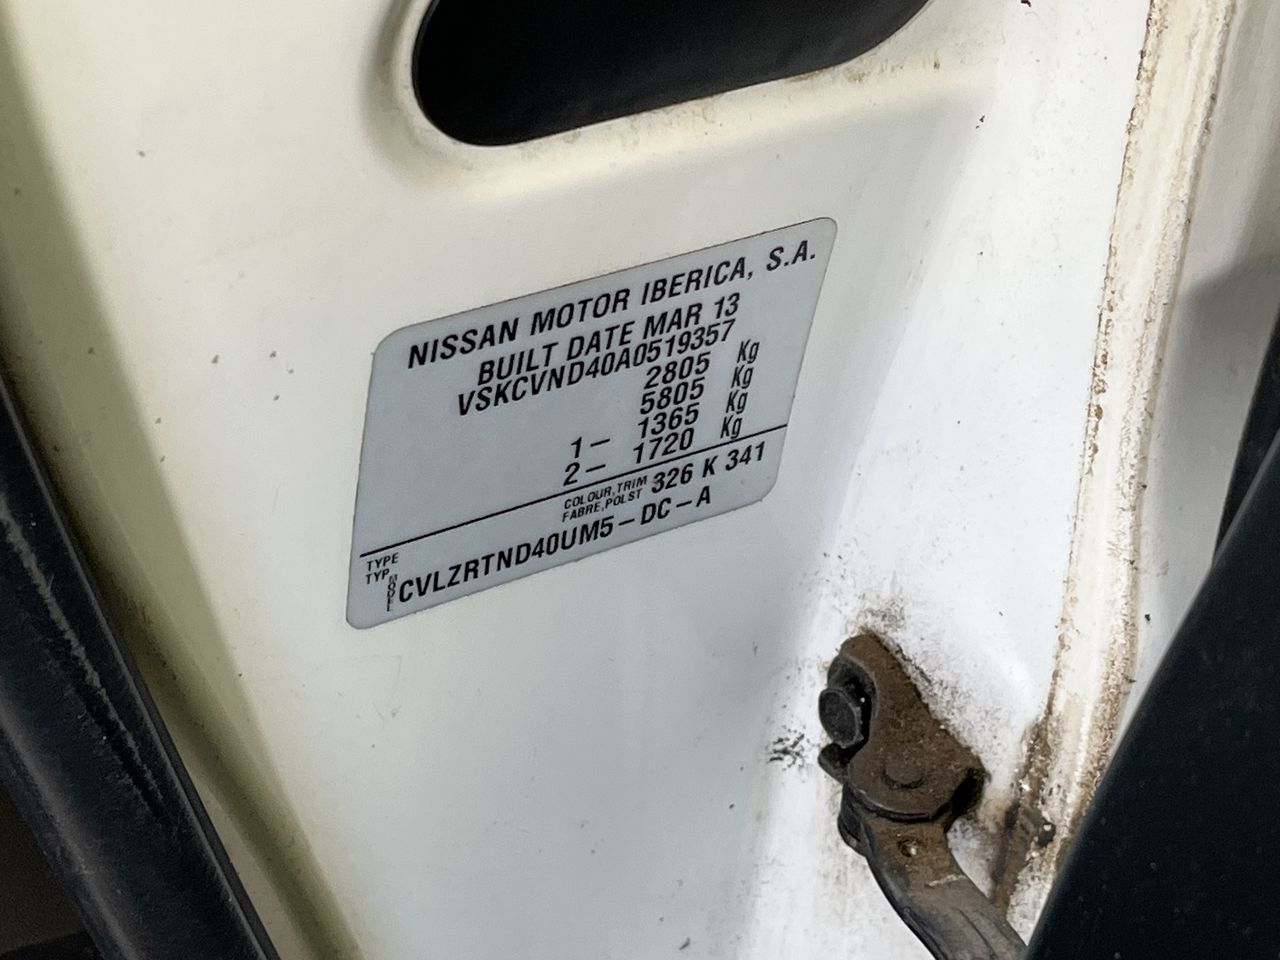 NISSAN MOTOR IBERICA, S.A.
BUILT DATE MAR 13
VSKCVND40A0519357
2805 Kg
5805 Kg
1 – 1365 Kg
2 – 1720 Kg
COLOUR,TRIM
FABRE,POLST
326 K 341
TYPE
TYP
MODEL
CVLZRTND40UM5–DC–A